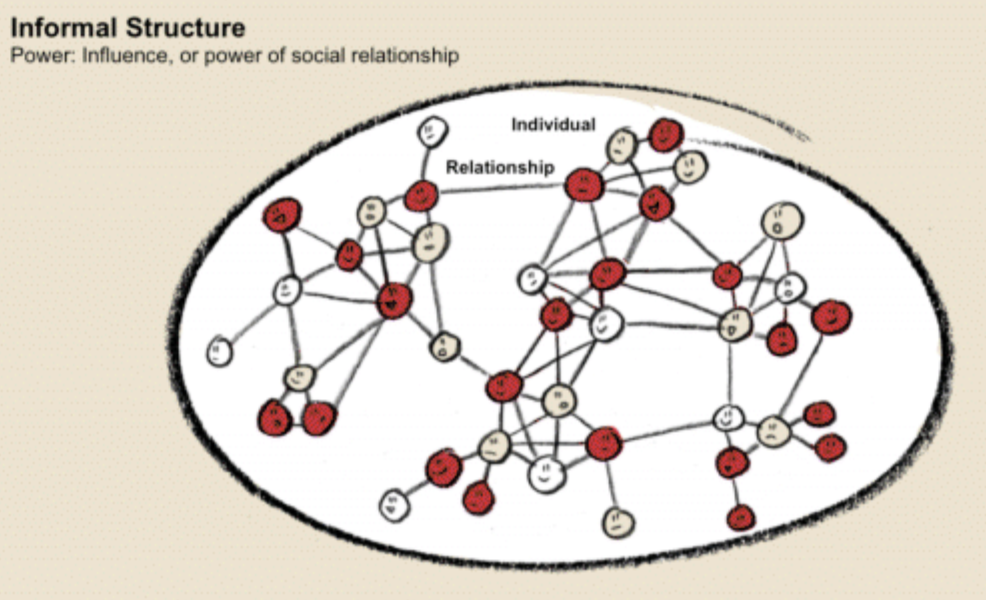 Informal Structure
Power: Influence, or power of social relationship
Individual
Relationship